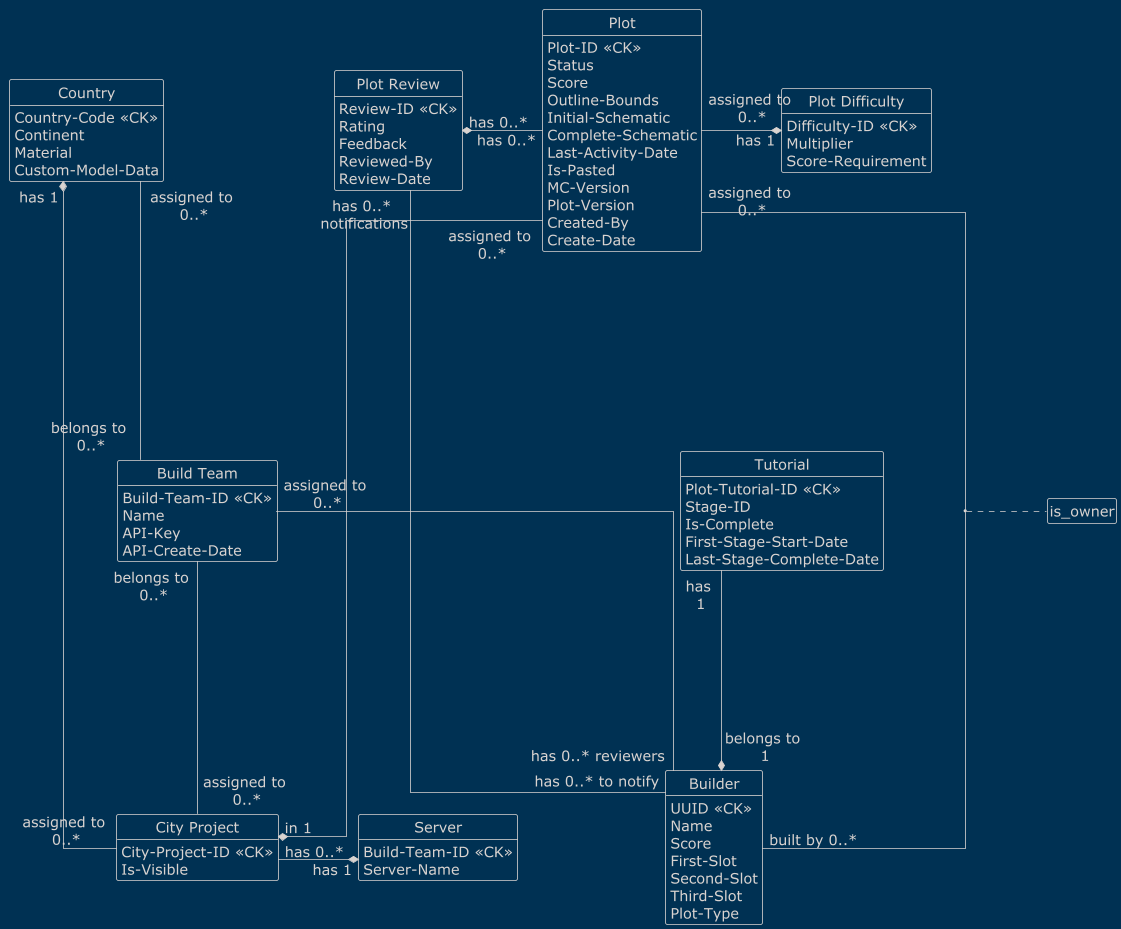 Plot
Plot-ID «CK»
Status
Score
Outline-Bounds
Initial-Schematic
Complete-Schematic
Last-Activity-Date
Is-Pasted
MC-Version
Plot-Version
Created-By
Create-Date
Country
Country-Code «CK»
Continent
Material
Custom-Model-Data
Plot Review
Review-ID «CK»
Rating
Feedback
Reviewed-By
Review-Date
has 0..*
has 0..*
assigned to
0..*
has 1
Plot Difficulty
Difficulty-ID «CK»
Multiplier
Score-Requirement
has 1
assigned to
0..*
has 0..*
notifications
assigned to
0..*
assigned to
0..*
belongs to
0..*
Build Team
Build-Team-ID «CK»
Name
API-Key
API-Create-Date
assigned to
0..*
Tutorial
Plot-Tutorial-ID «CK»
Stage-ID
Is-Complete
First-Stage-Start-Date
Last-Stage-Complete-Date
is_owner
belongs to
0..*
has
1
belongs to
1
has 0..* reviewers
has 0..* to notify
assigned to
0..*
assigned to
0..*
City Project
City-Project-ID «CK»
Is-Visible
in 1
has 0..*
has 1
Server
Build-Team-ID «CK»
Server-Name
Builder
UUID «CK»
Name
Score
First-Slot
Second-Slot
Third-Slot
Plot-Type
built by 0..*